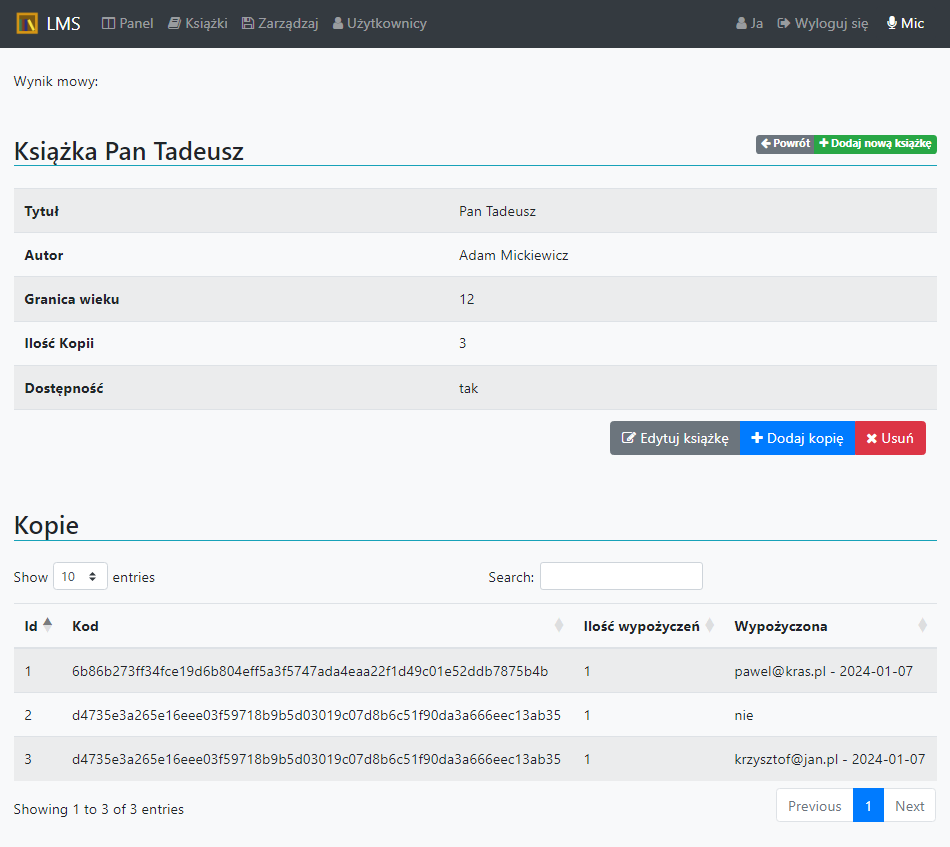 LMS Panel Książki Zarządzaj Użytkownicy Ja Wyloguj się Mic
Wynik mowy:
Książka Pan Tadeusz Powrót Dodaj nową książkę
Tytuł Pan Tadeusz
Autor Adam Mickiewicz
Granica wieku 12
Ilość Kopii 3
Dostępność tak
Edytuj książkę Dodaj kopię Usuń
Kopie
Show 10 entries Search:
Id Kod Ilość wypożyczeń Wypożyczona
1 6b86b273ff34fce19d6b804eff5a3f5747ada4eaa22f1d49c01e52ddb7875b4b 1 pawel@kras.pl - 2024-01-07
2 d4735e3a265e16eee03f59718b9b5d03019c07d8b6c51f90da3a666eec13ab35 1 nie
3 d4735e3a265e16eee03f59718b9b5d03019c07d8b6c51f90da3a666eec13ab35 1 krzysztof@jan.pl - 2024-01-07
Showing 1 to 3 of 3 entries Previous 1 Next